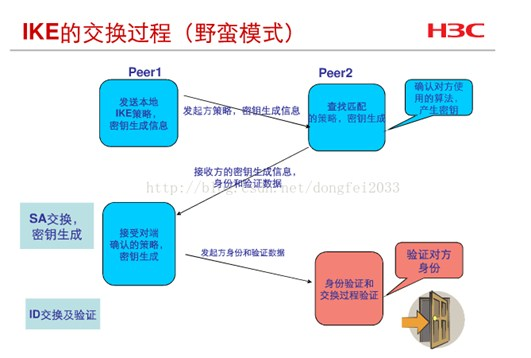 IKE的交换过程（野蛮模式）
H3C
Peer1
Peer2
发送本地
IKE策略，
密钥生成信息
发起方策略，密钥生成信息
查找匹配
的策略，密钥生成
确认对方使
用的算法，
产生密钥
接收方的密钥生成信息，
身份和验证数据
http://blog.csdn.net/dongfei2033
SA交换，
密钥生成
接受对端
确认的策略，
密钥生成
发起方身份和验证数据
验证对方
身份
身份验证和
交换过程验证
ID交换及验证